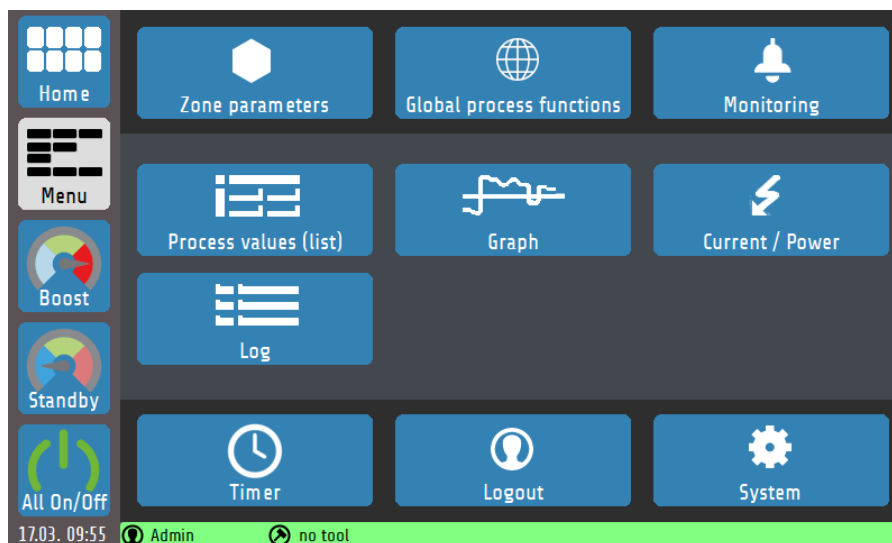 Home
Menu
Boost
Standby
All On/Off
17.03. 09:55
Zone parameters
Global process functions
Monitoring
Process values (list)
Graph
Current / Power
Log
Timer
Logout
System
Admin
no tool